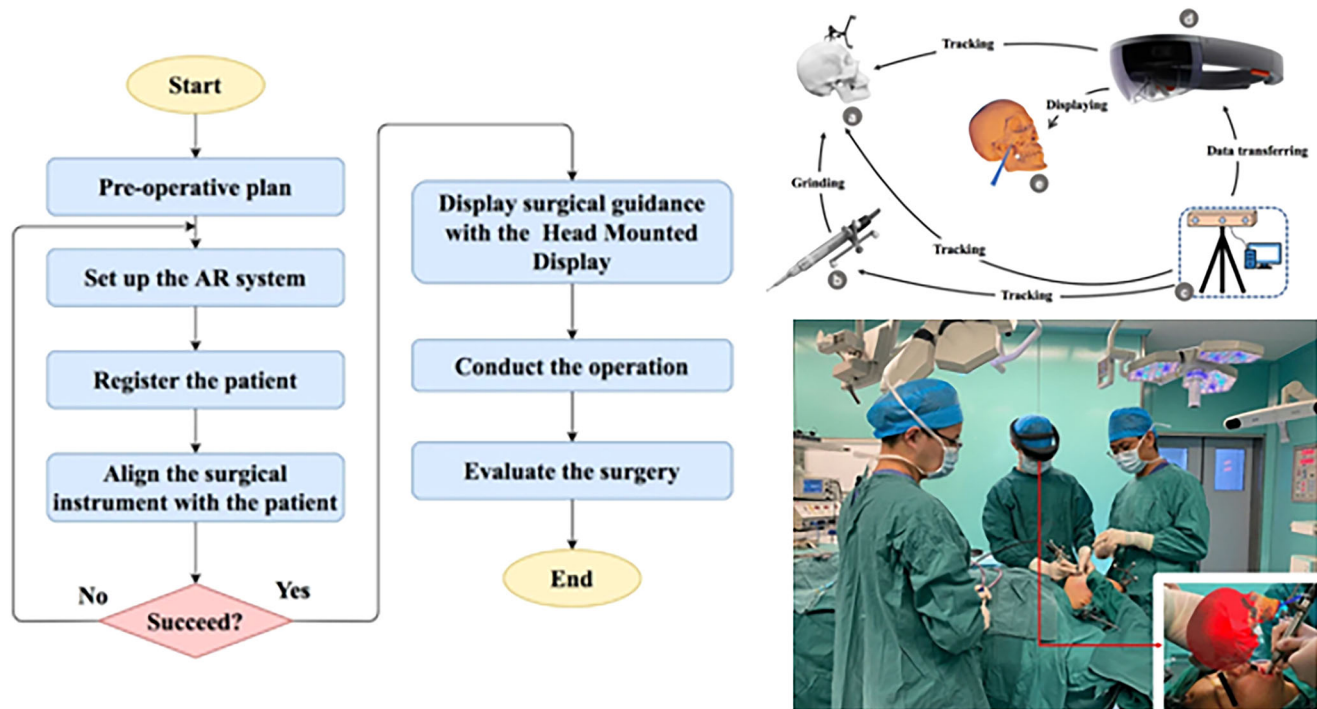 Start
Pre-operative plan
Set up the AR system
Register the patient
Align the surgical
instrument with the patient
No
Yes
Succeed?
Display surgical guidance
with the Head Mounted
Display
Conduct the operation
Evaluate the surgery
End
d
Tracking
a
Displaying
e
Data transferring
Grinding
Tracking
b
Tracking
c